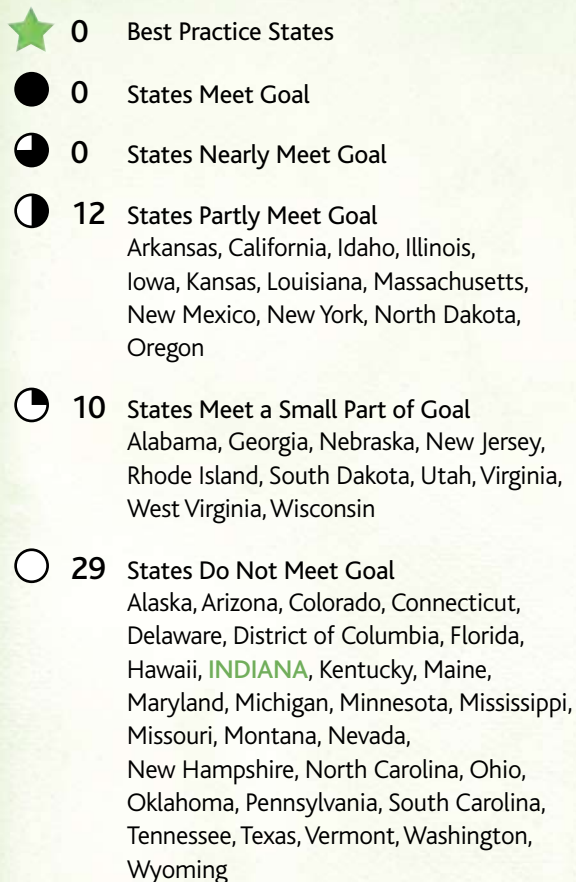 0 Best Practice States
0 States Meet Goal
0 States Nearly Meet Goal
12 States Partly Meet Goal
Arkansas, California, Idaho, Illinois,
Iowa, Kansas, Louisiana, Massachusetts,
New Mexico, New York, North Dakota,
Oregon
10 States Meet a Small Part of Goal
Alabama, Georgia, Nebraska, New Jersey,
Rhode Island, South Dakota, Utah, Virginia,
West Virginia, Wisconsin
29 States Do Not Meet Goal
Alaska, Arizona, Colorado, Connecticut,
Delaware, District of Columbia, Florida,
Hawaii, INDIANA, Kentucky, Maine,
Maryland, Michigan, Minnesota, Mississippi,
Missouri, Montana, Nevada,
New Hampshire, North Carolina, Ohio,
Oklahoma, Pennsylvania, South Carolina,
Tennessee, Texas, Vermont, Washington,
Wyoming